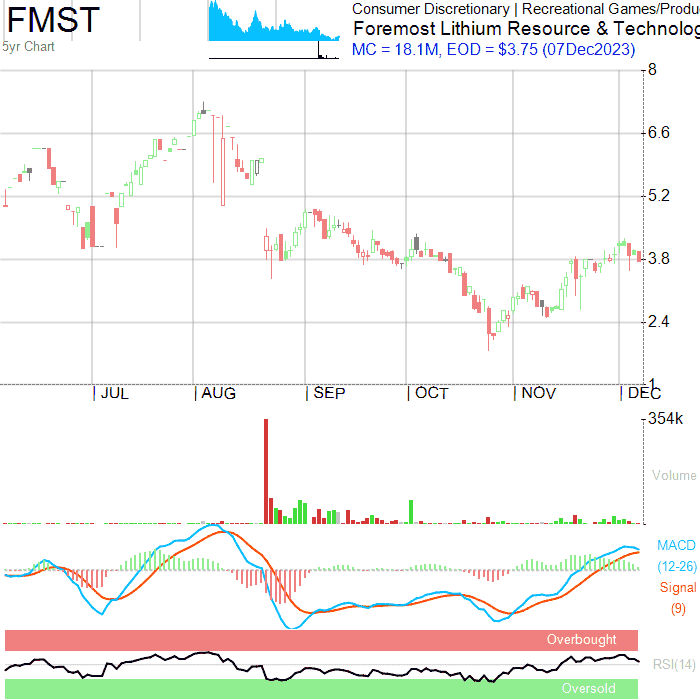 FMST
5yr Chart
Consumer Discretionary | Recreational Games/Produ
Foremost Lithium Resource & Technolog
MC = 18.1M, EOD = $3.75 (07Dec2023)
8
6.6
5.2
3.8
2.4
1
JUL AUG SEP OCT NOV DEC
354k
Volume
MACD
(12-26)
Signal
(9)
Overbought
RSI(14)
Oversold